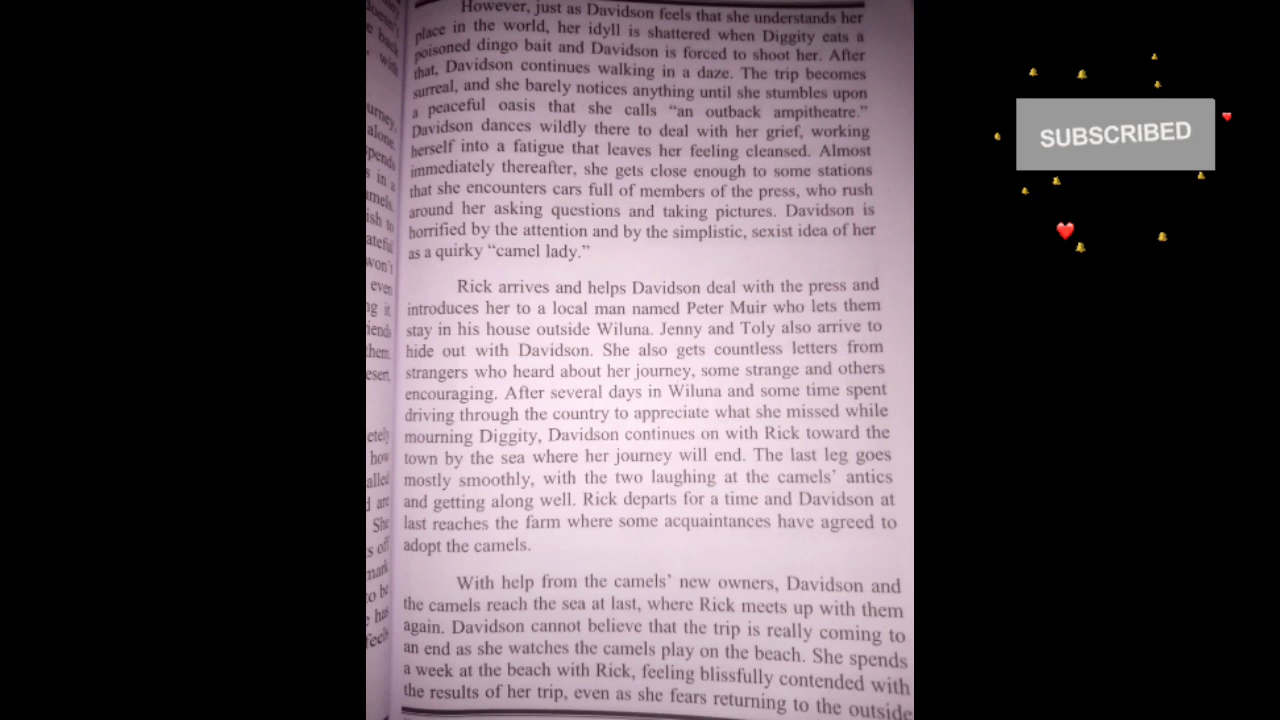 However, just as Davidson feels that she understands her
place in the world, her idyll is shattered when Diggity eats a
poisoned dingo bait and Davidson is forced to shoot her. After
that, Davidson continues walking in a daze. The trip becomes
surreal, and she barely notices anything until she stumbles upon
a peaceful oasis that she calls “an outback ampitheatre.”
Davidson dances wildly there to deal with her grief, working
herself into a fatigue that leaves her feeling cleansed. Almost
immediately thereafter, she gets close enough to some stations
that she encounters cars full of members of the press, who rush
around her asking questions and taking pictures. Davidson is
horrified by the attention and by the simplistic, sexist idea of her
as a quirky “camel lady.”
Rick arrives and helps Davidson deal with the press and
introduces her to a local man named Peter Muir who lets them
stay in his house outside Wiluna. Jenny and Toly also arrive to
hide out with Davidson. She also gets countless letters from
strangers who heard about her journey, some strange and others
encouraging. After several days in Wiluna and some time spent
driving through the country to appreciate what she missed while
mourning Diggity, Davidson continues on with Rick toward the
town by the sea where her journey will end. The last leg goes
mostly smoothly, with the two laughing at the camels’ antics
and getting along well. Rick departs for a time and Davidson at
last reaches the farm where some acquaintances have agreed to
adopt the camels.
With help from the camels’ new owners, Davidson and
the camels reach the sea at last, where Rick meets up with them
again. Davidson cannot believe that the trip is really coming to
an end as she watches the camels play on the beach. She spends
a week at the beach with Rick, feeling blissfully contended with
the results of her trip, even as she fears returning to the outside
SUBSCRIBED